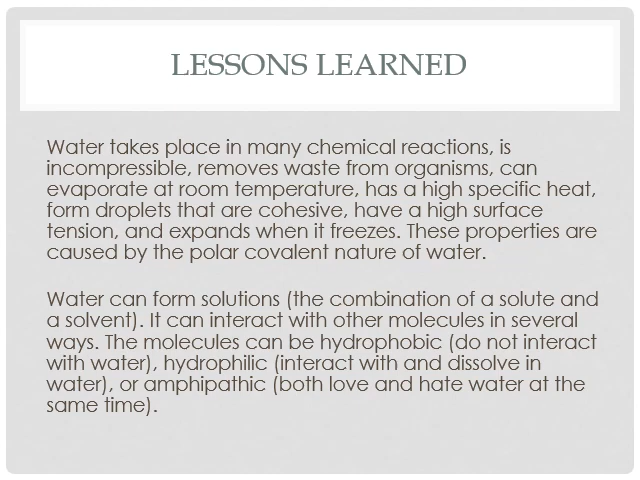 LESSONS LEARNED
Water takes place in many chemical reactions, is
incompressible, removes waste from organisms, can
evaporate at room temperature, has a high specific heat,
form droplets that are cohesive, have a high surface
tension, and expands when it freezes. These properties are
caused by the polar covalent nature of water.
Water can form solutions (the combination of a solute and
a solvent). It can interact with other molecules in several
ways. The molecules can be hydrophobic (do not interact
with water), hydrophilic (interact with and dissolve in
water), or amphipathic (both love and hate water at the
same time).